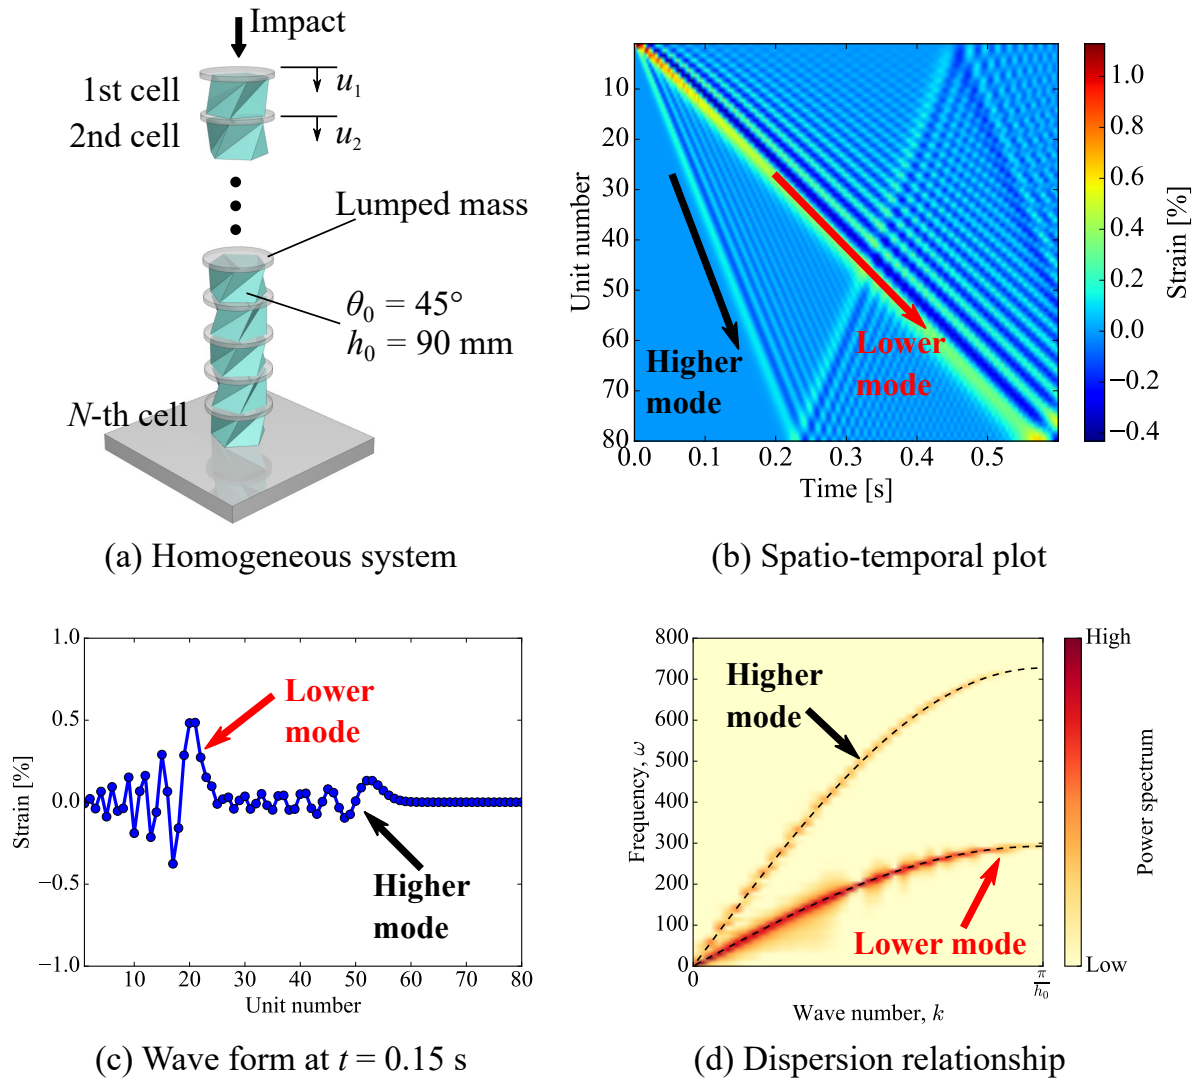 Impact
1st cell
u₁
2nd cell
u₂
Lumped mass
θ₀ = 45°
h₀ = 90 mm
N-th cell
(a) Homogeneous system
10
20
30
40
50
60
70
80
Unit number
0.0 0.1 0.2 0.3 0.4 0.5
Time [s]
Higher
mode
Lower
mode
1.0
0.8
0.6
0.4
0.2
0.0
−0.2
−0.4
Strain [%]
(b) Spatio-temporal plot
1.0
0.5
0.0
−0.5
−1.0
Strain [%]
Lower
mode
Higher
mode
10 20 30 40 50 60 70 80
Unit number
(c) Wave form at t = 0.15 s
800
700
600
500
400
300
200
100
0
Frequency, ω
Higher
mode
Lower mode
0 π/h₀
Wave number, k
High
Low
Power spectrum
(d) Dispersion relationship